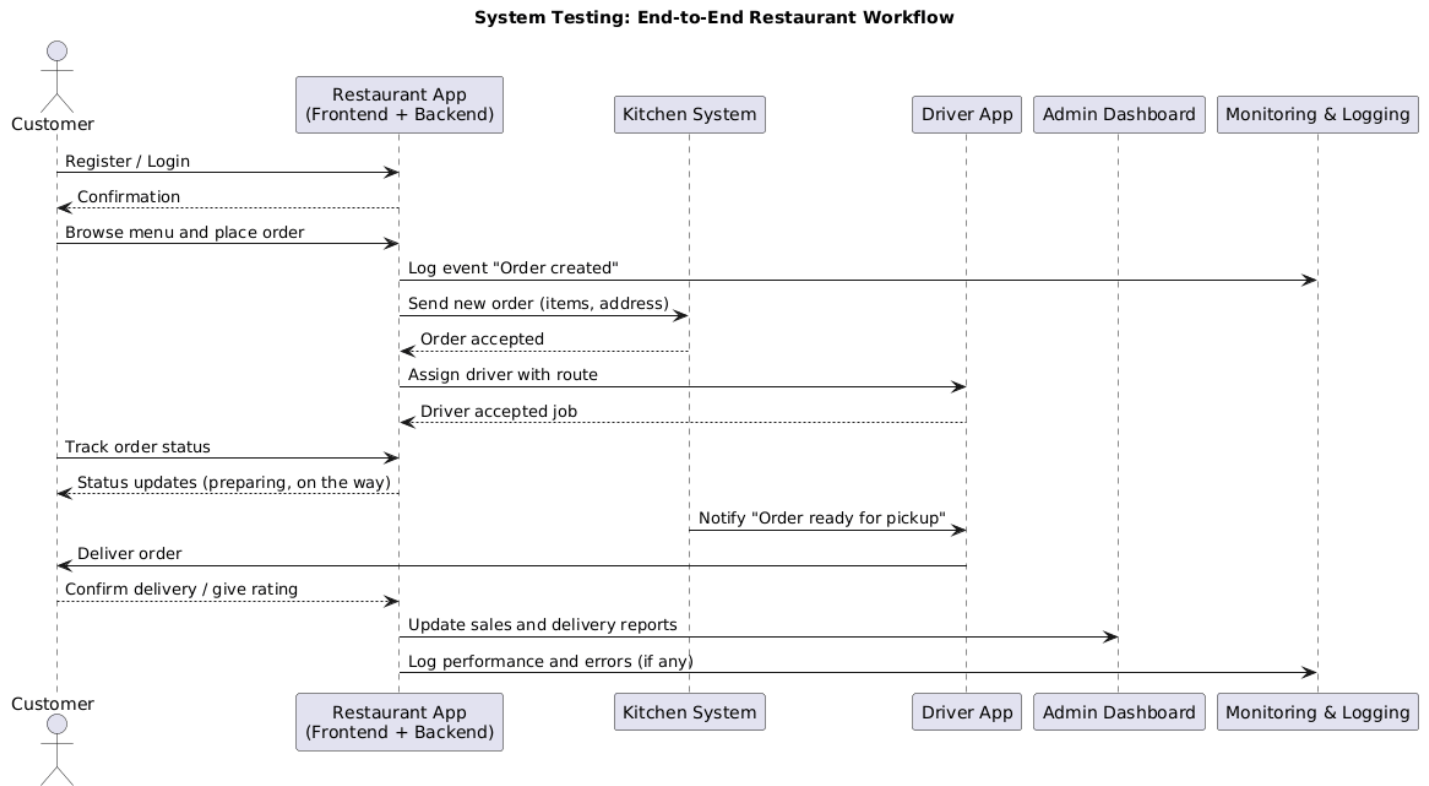 System Testing: End-to-End Restaurant Workflow
Customer
Restaurant App
(Frontend + Backend)
Kitchen System
Driver App
Admin Dashboard
Monitoring & Logging
Register / Login
Confirmation
Browse menu and place order
Log event "Order created"
Send new order (items, address)
Order accepted
Assign driver with route
Driver accepted job
Track order status
Status updates (preparing, on the way)
Notify "Order ready for pickup"
Deliver order
Confirm delivery / give rating
Update sales and delivery reports
Log performance and errors (if any)
Customer
Restaurant App
(Frontend + Backend)
Kitchen System
Driver App
Admin Dashboard
Monitoring & Logging